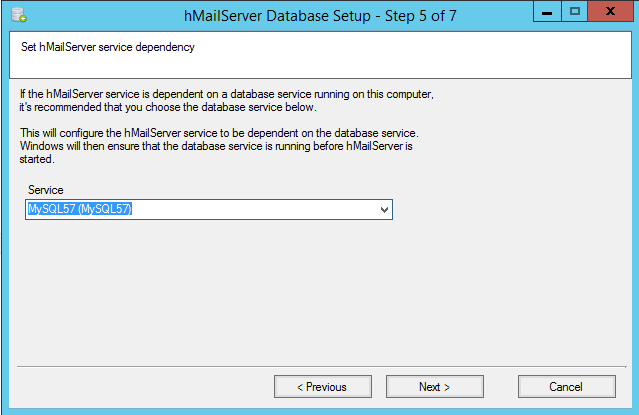 hMailServer Database Setup - Step 5 of 7
Set hMailServer service dependency
If the hMailServer service is dependent on a database service running on this computer,
it's recommended that you choose the database service below.
This will configure the hMailServer service to be dependent on the database service.
Windows will then ensure that the database service is running before hMailServer is
started.
Service
MySQL57 (MySQL57)
< Previous
Next >
Cancel